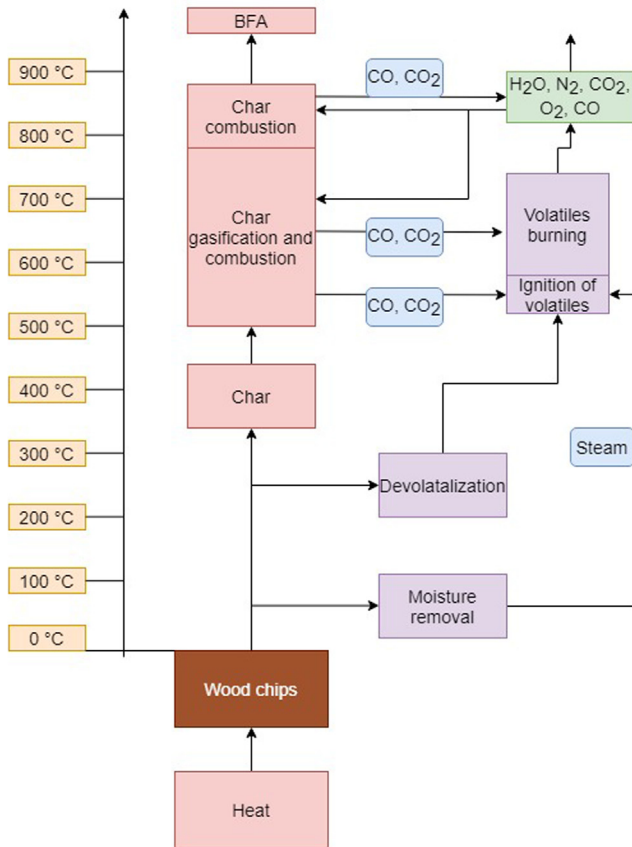 BFA
900 °C
CO, CO₂
H₂O, N₂, CO₂,
O₂, CO
Char
combustion
800 °C
700 °C
Char
gasification and
combustion
CO, CO₂
Volatiles
burning
600 °C
Ignition of
volatiles
CO, CO₂
500 °C
400 °C
Char
300 °C
Steam
Devolatalization
200 °C
100 °C
Moisture
removal
0 °C
Wood chips
Heat